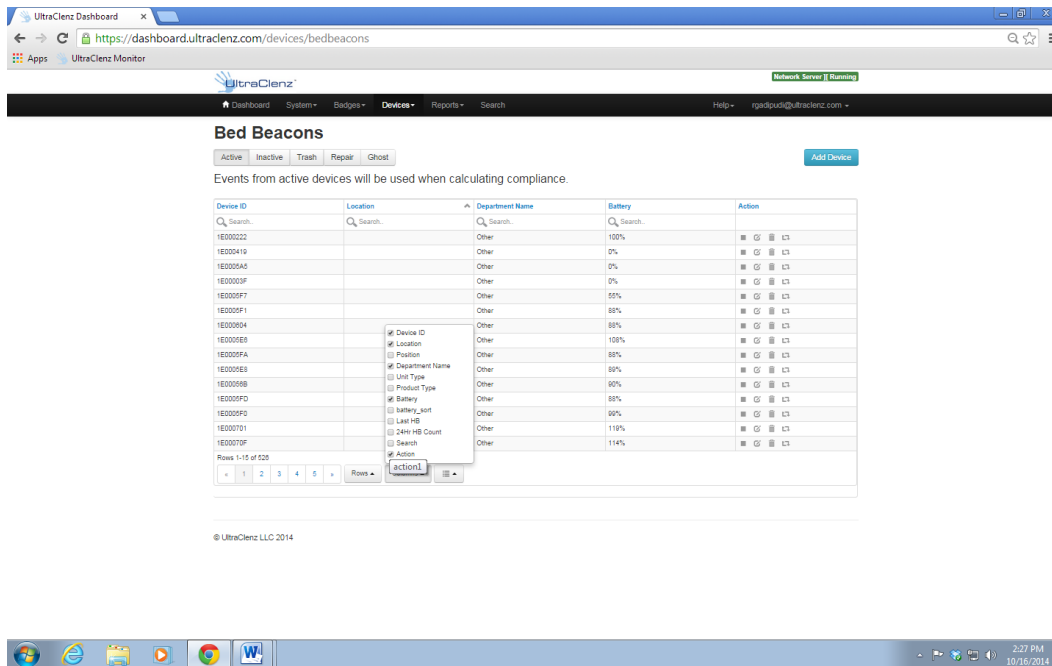 UltraClenz Dashboard
https://dashboard.ultraclenz.com/devices/bedbeacons
Apps UltraClenz Monitor
UltraClenz
Network Server || Running
Dashboard System Badges Devices Reports Search Help rgadipudi@ultraclenz.com
Bed Beacons
Active Inactive Trash Repair Ghost Add Device
Events from active devices will be used when calculating compliance.
Device ID Location Department Name Battery Action
Search.. Search.. Search.. Search..
1E000222 Other 100%
1E000419 Other 0%
1E0005A5 Other 0%
1E00003F Other 0%
1E0005F7 Other 55%
1E0005F1 Other 88%
1E000604 Other 88%
1E0005E6 Other 108%
1E0005FA Other 88%
1E0005E8 Other 89%
1E00056B Other 90%
1E0005FD Other 88%
1E0005F0 Other 99%
1E000701 Other 119%
1E00070F Other 114%
Device ID
Location
Position
Department Name
Unit Type
Product Type
Battery
battery_sort
Last HB
24Hr HB Count
Search
Action
action1
Rows 1-15 of 526
« 1 2 3 4 5 » Rows
© UltraClenz LLC 2014
2:27 PM
10/16/2014